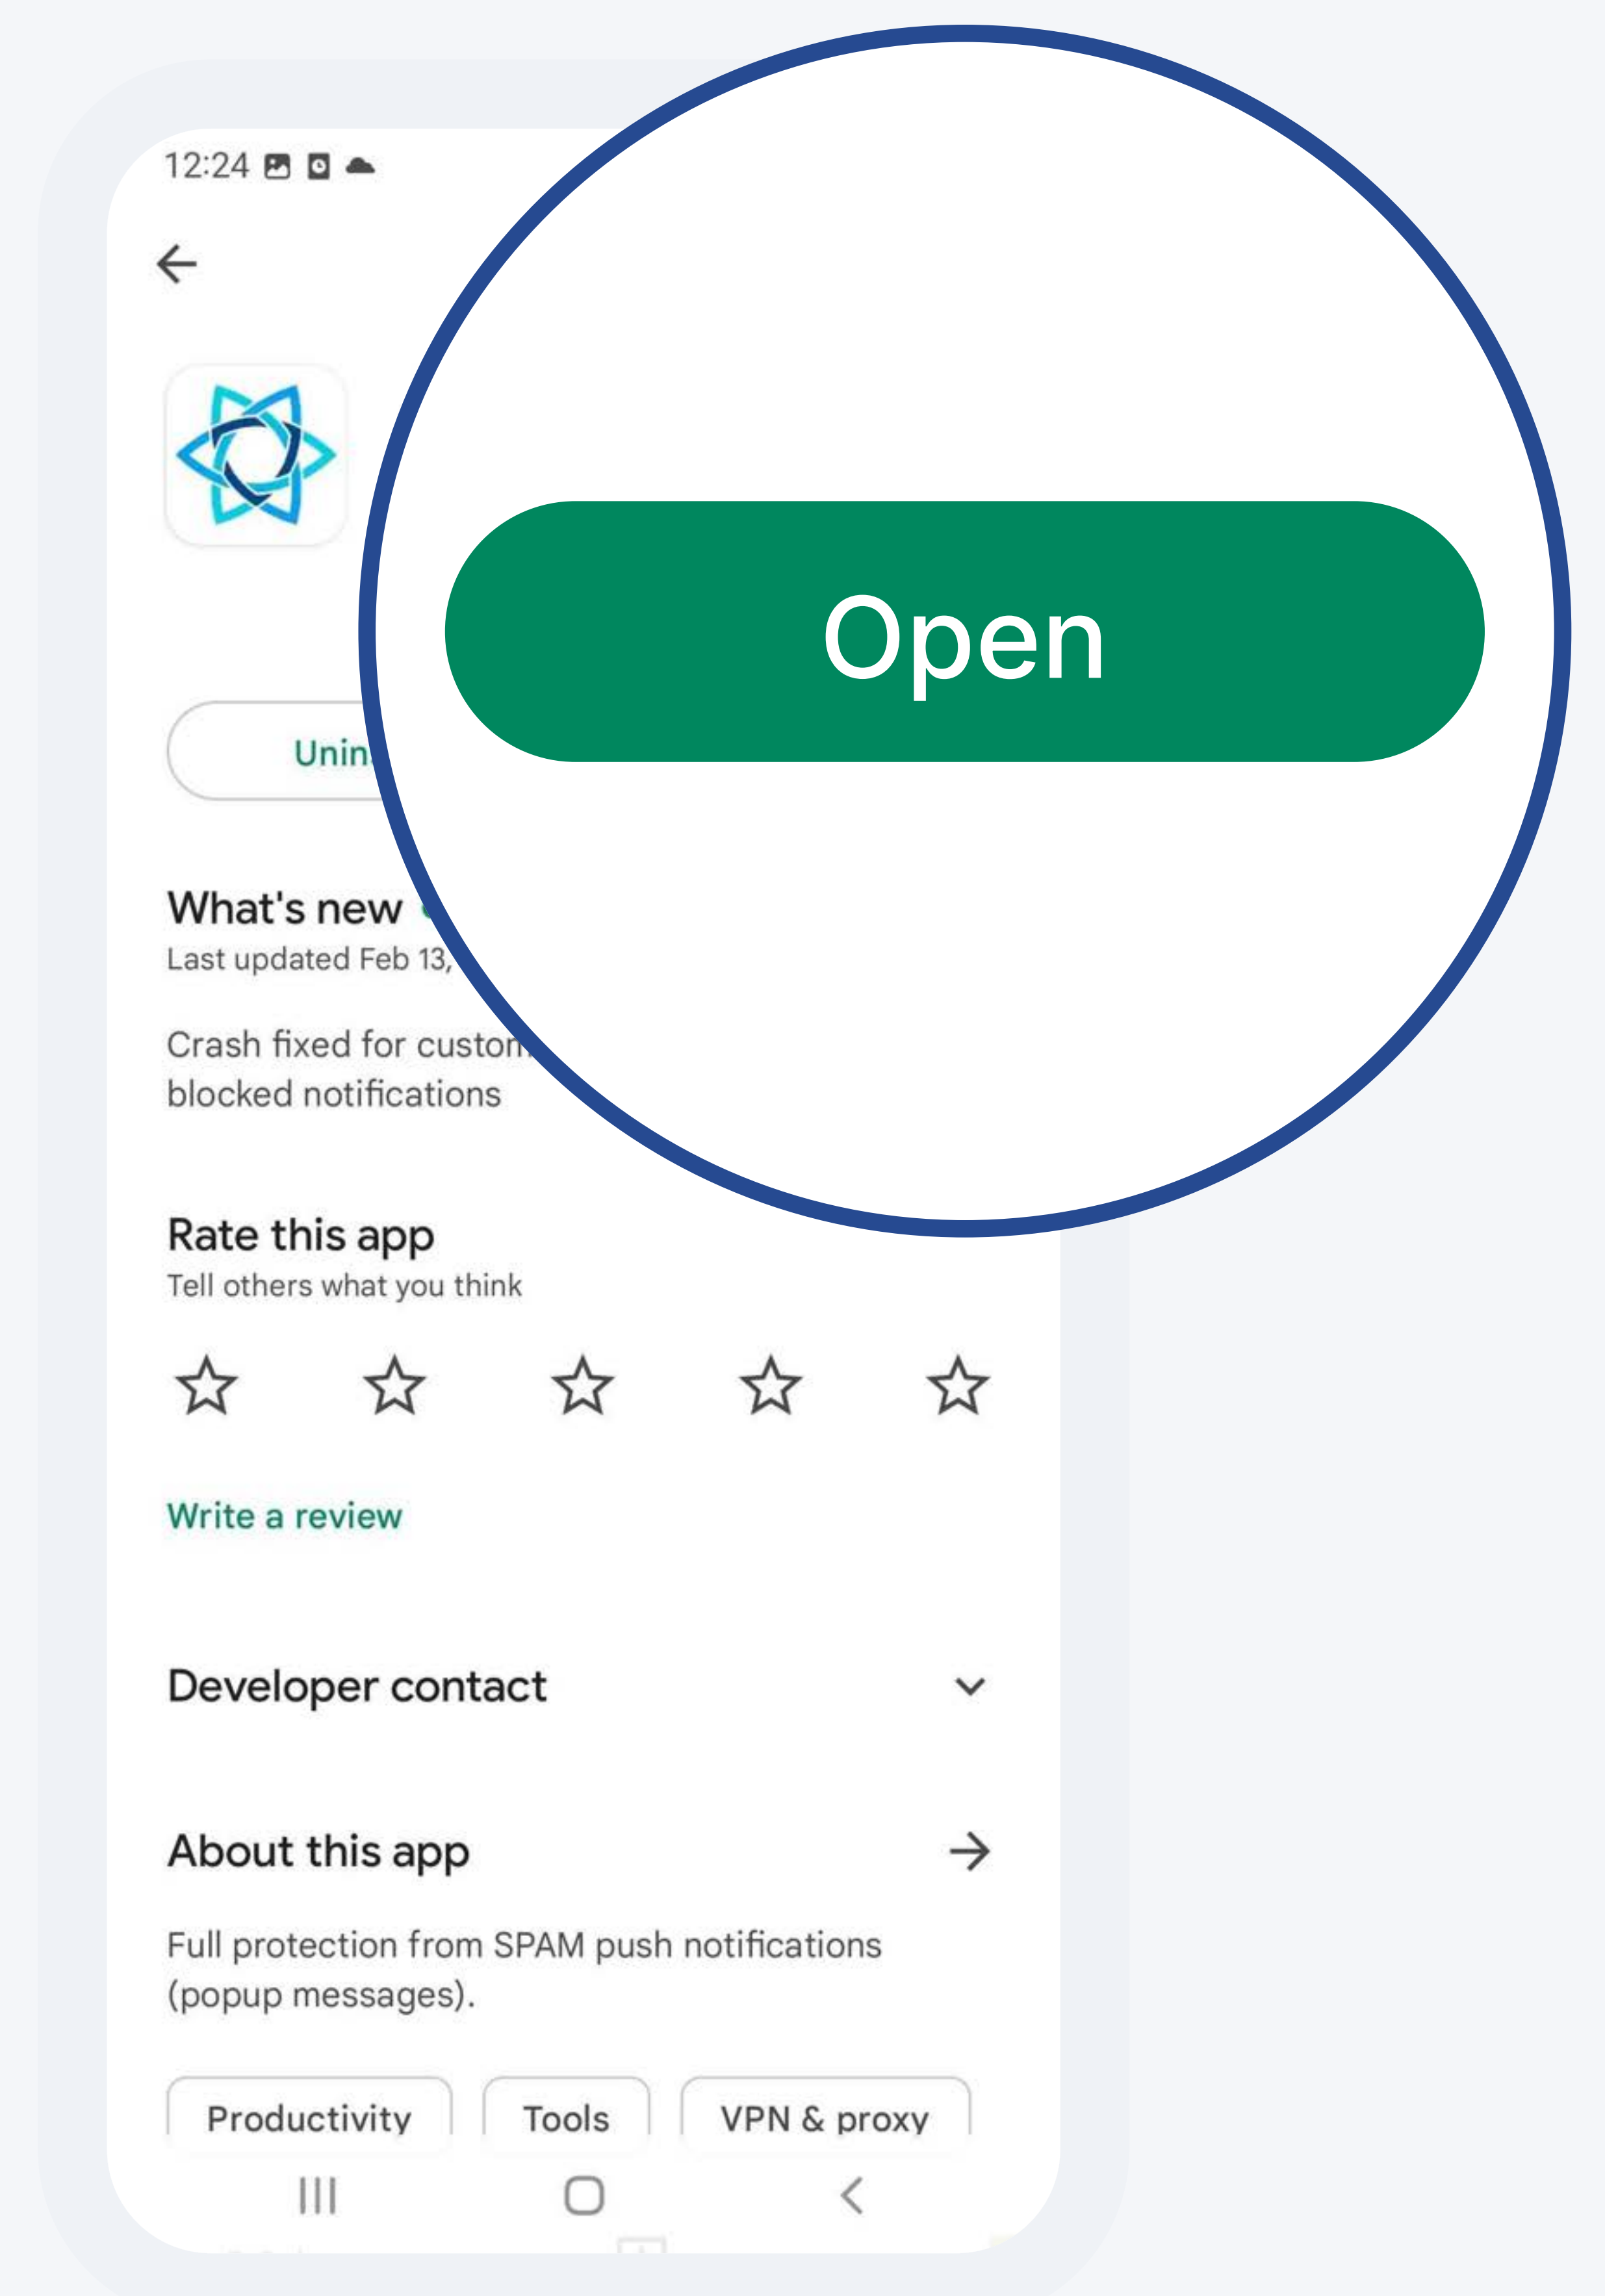 12:24
Open
What's new
Last updated Feb 13,
Crash fixed for
blocked notifications
Rate this app
Tell others what you think
Write a review
Developer contact
About this app
Full protection from SPAM push notifications
(popup messages).
Productivity Tools VPN & proxy